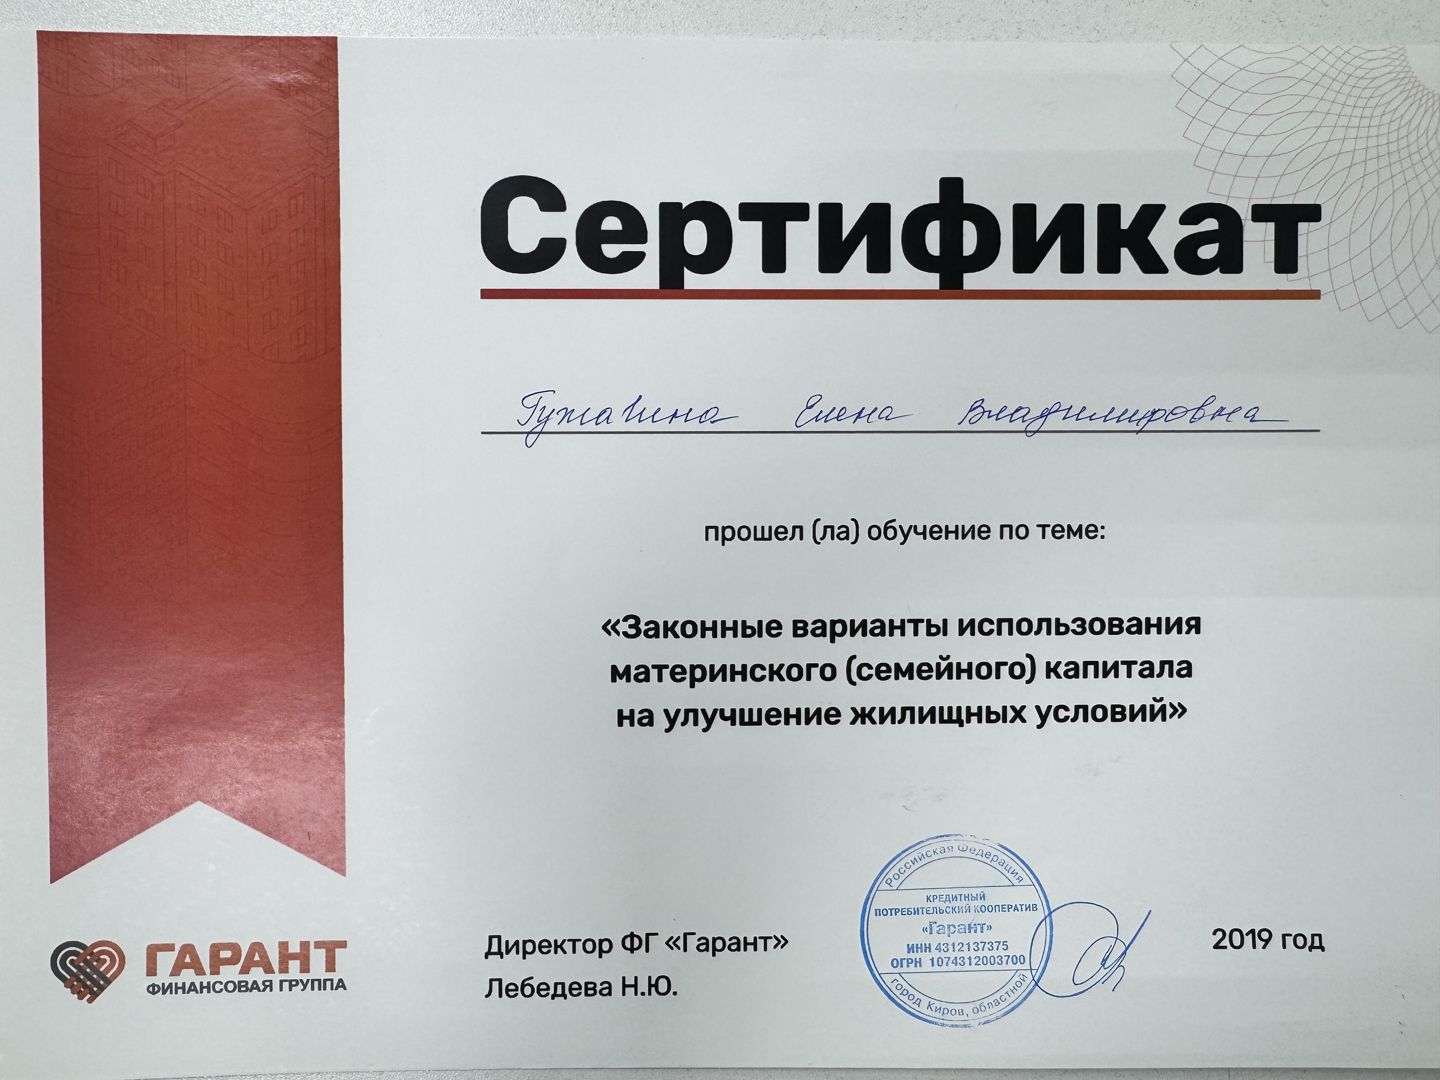 Сертификат
Гужавина Елена Владимировна
прошел (ла) обучение по теме:
«Законные варианты использования
материнского (семейного) капитала
на улучшение жилищных условий»
ГАРАНТ
ФИНАНСОВАЯ ГРУППА
Директор ФГ «Гарант»
Лебедева Н.Ю.
Российская Федерация
КРЕДИТНЫЙ
ПОТРЕБИТЕЛЬСКИЙ КООПЕРАТИВ
«Гарант»
ИНН 4312137375
ОГРН 1074312003700
город Киров, областной
2019 год